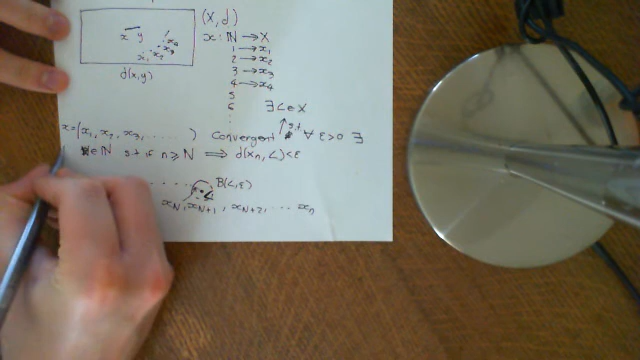 (X, d)
x y x₄ x₃ x₁ x₂
d(x,y)
x : ℕ → X
1 → x₁
2 → x₂
3 → x₃
4 → x₄
5
6
⋮
∃ L ∈ X
s.t
x = (x₁, x₂, x₃, ......) Convergent ∀ ε > 0 ∃
N ∈ ℕ s.t if n ⩾ N ⟹ d(xₙ, L) < ε
..... L B(L, ε)
x_N, x_{N+1}, x_{N+2}, ... xₙ